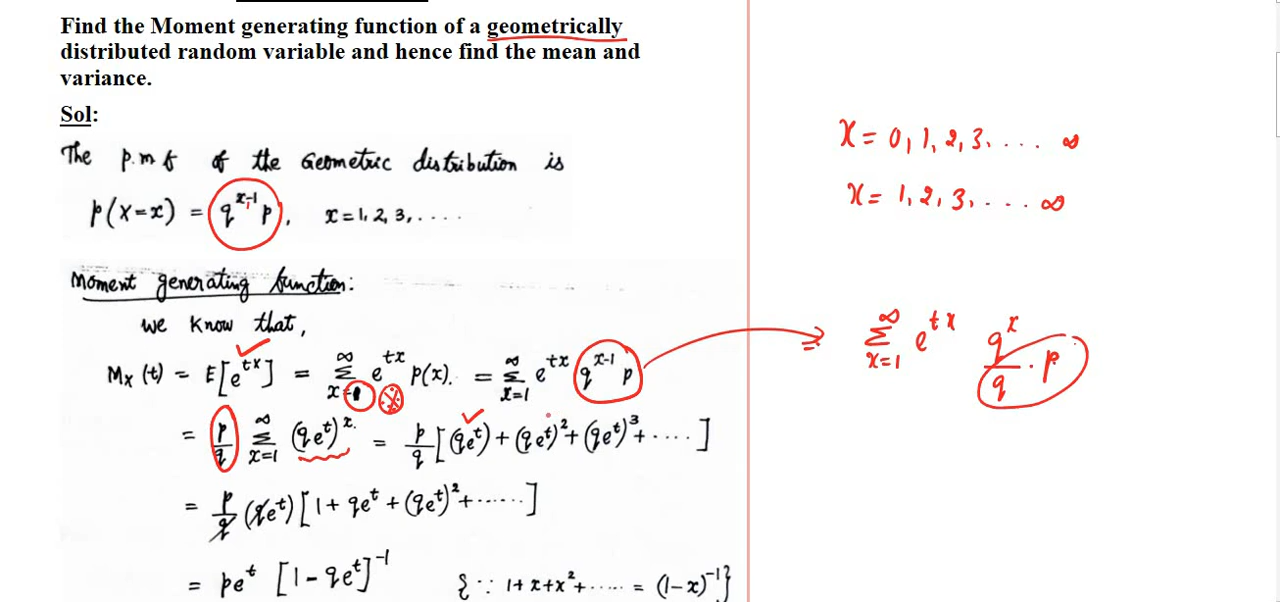 Find the Moment generating function of a geometrically
distributed random variable and hence find the mean and
variance.
Sol:
The p.m.f of the Geometric distribution is
p(X=x) = q^{x-1} p, x = 1, 2, 3, ....
Moment generating function:
we know that,
M_X(t) = E[e^{tx}] = Σ_{x=1}^{∞} e^{tx} p(x). = Σ_{x=1}^{∞} e^{tx} q^{x-1} p
= p/q Σ_{x=1}^{∞} (qe^t)^x. = p/q [(qe^t) + (qe^t)^2 + (qe^t)^3 + ....]
= p/q (qe^t) [1 + qe^t + (qe^t)^2 + ......]
= pe^t [1 - qe^t]^{-1} {∵ 1 + x + x^2 + ..... = (1-x)^{-1}}
X = 0, 1, 2, 3, .... ∞
x = 1, 2, 3, .... ∞
⇒ Σ_{x=1}^{∞} e^{tx} q^x/q · p